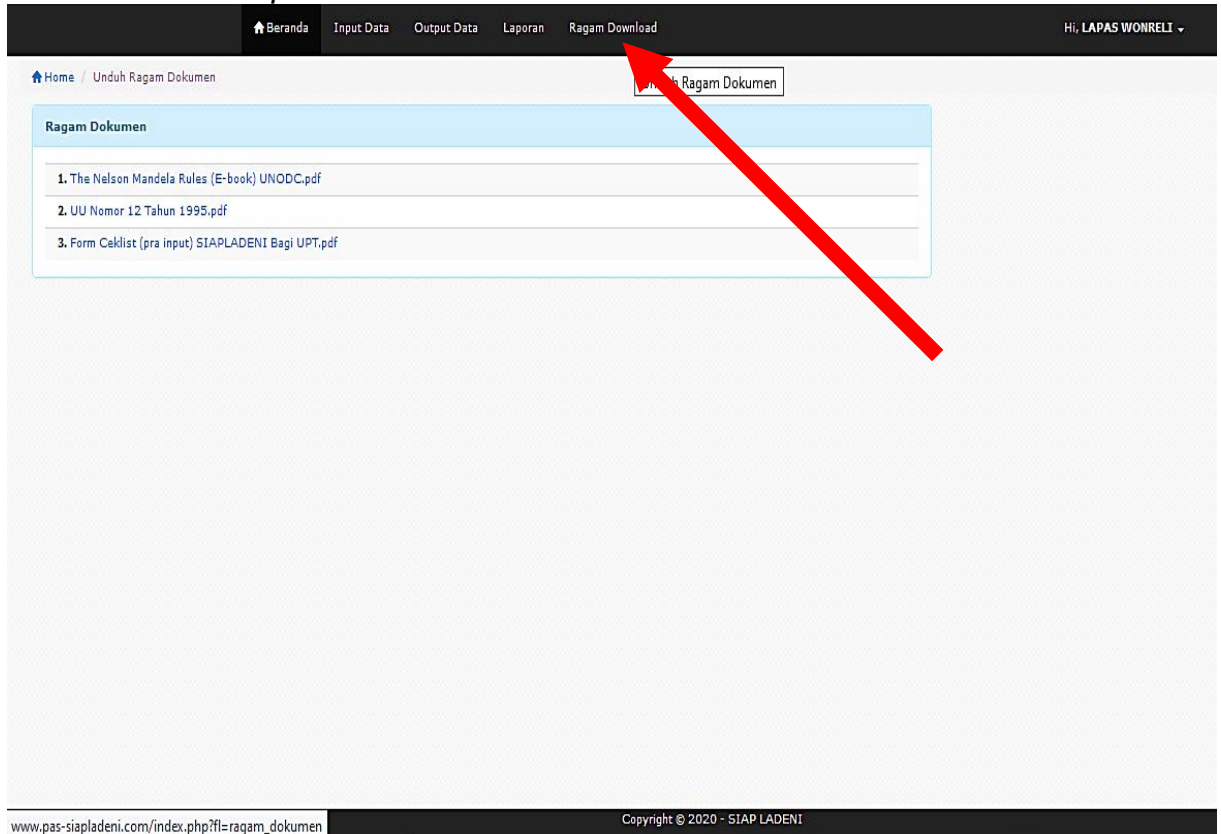 Beranda Input Data Output Data Laporan Ragam Download Hi, LAPAS WONRELI
Home / Unduh Ragam Dokumen
Ragam Dokumen
Ragam Dokumen
1. The Nelson Mandela Rules (E-book) UNODC.pdf
2. UU Nomor 12 Tahun 1995.pdf
3. Form Ceklist (pra input) SIAPLADENI Bagi UPT.pdf
www.pas-siapladeni.com/index.php?fl=ragam_dokumen
Copyright © 2020 - SIAP LADENI